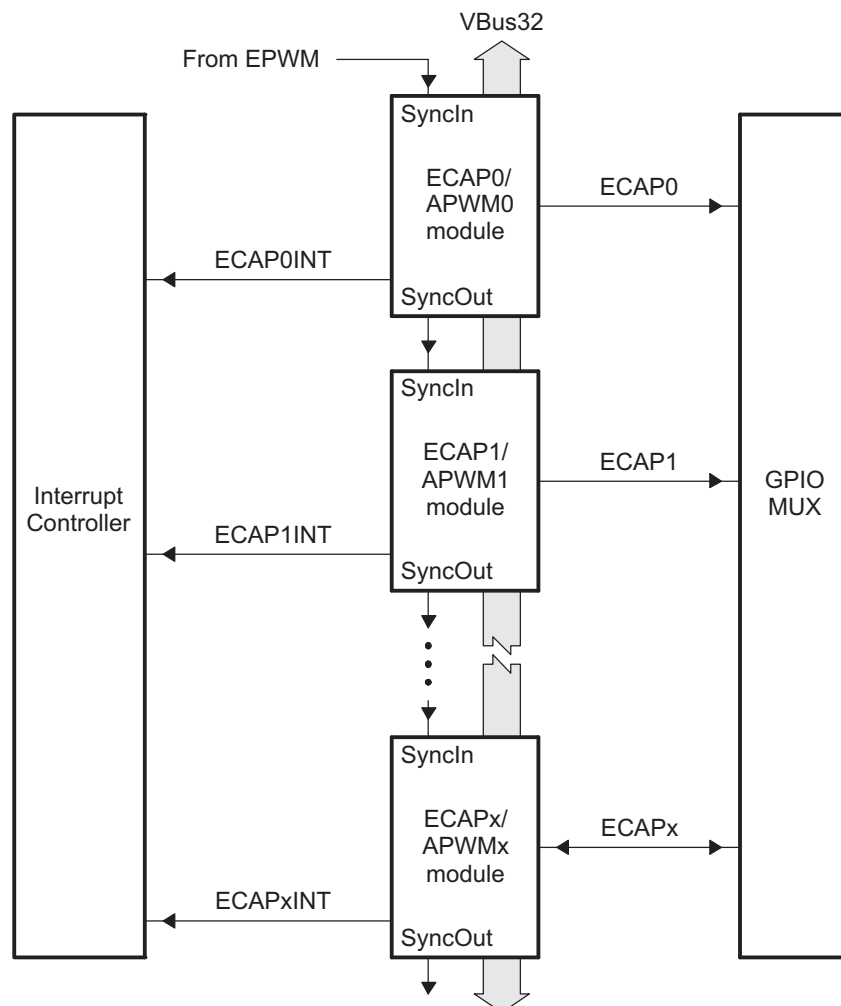 VBus32
From EPWM
SyncIn
ECAP0/
APWM0
module
ECAP0
ECAP0INT
SyncOut
SyncIn
ECAP1/
APWM1
module
ECAP1
Interrupt
Controller
GPIO
MUX
ECAP1INT
SyncOut
SyncIn
ECAPx/
APWMx
module
ECAPx
ECAPxINT
SyncOut